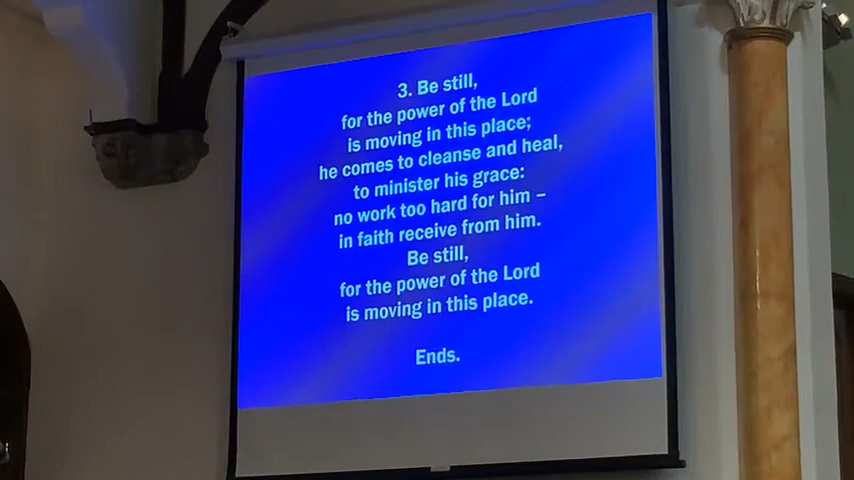 3. Be still,
for the power of the Lord
is moving in this place;
he comes to cleanse and heal,
to minister his grace:
no work too hard for him –
in faith receive from him.
Be still,
for the power of the Lord
is moving in this place.
Ends.